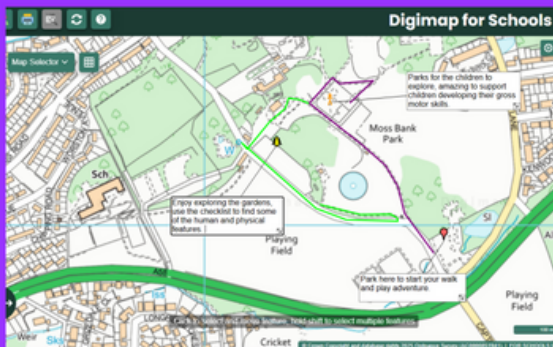 Digimap for Schools
Map Selector
Parks for the children to
explore, amazing to support
children developing their gross
motor skills.
Moss Bank
Park
W
Sch
Enjoy exploring the gardens,
use the checklist to find some
of the human and physical
features.
Playing
Field
Park here to start your walk
and play adventure
A58
Playing
Field
Click to select and move feature, hold shift to select multiple features
Weir
Cricket